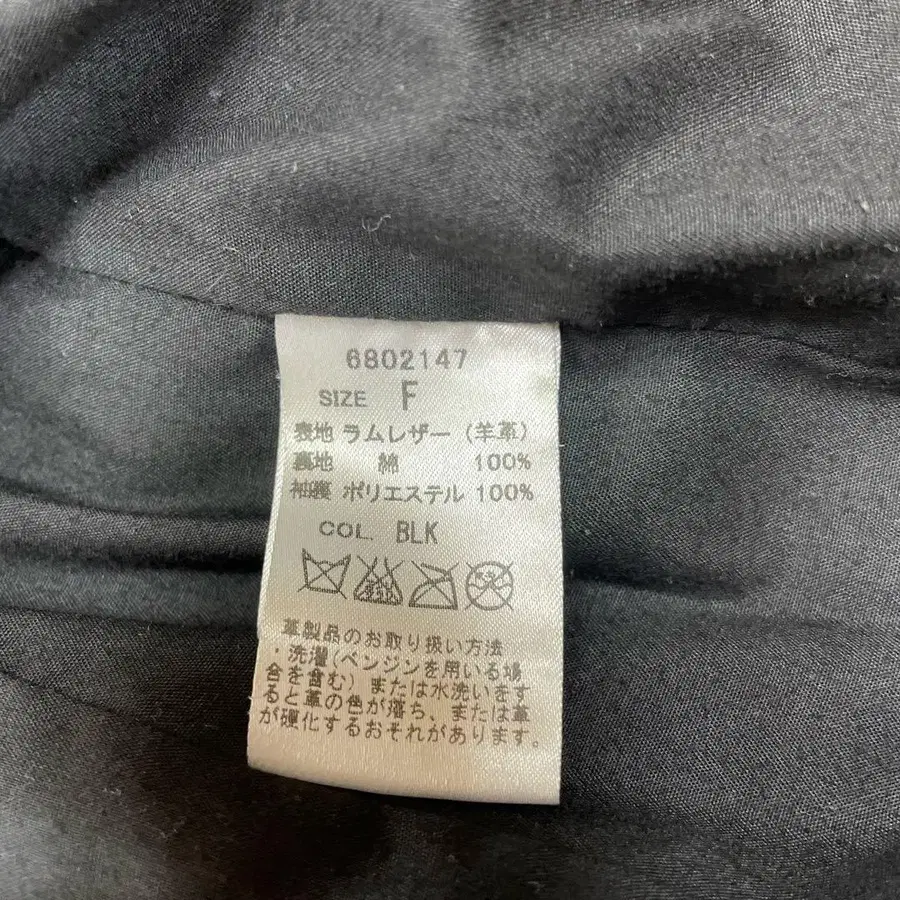 6802147
SIZE F
表地 ラムレザー (羊革)
裏地 綿 100%
袖裏 ポリエステル 100%
COL. BLK
革製品のお取り扱い方法
・洗濯(ベンジンを用いる場
合を含む)または水洗いをす
ると革の色が落ち、または革
が硬化するおそれがあります。